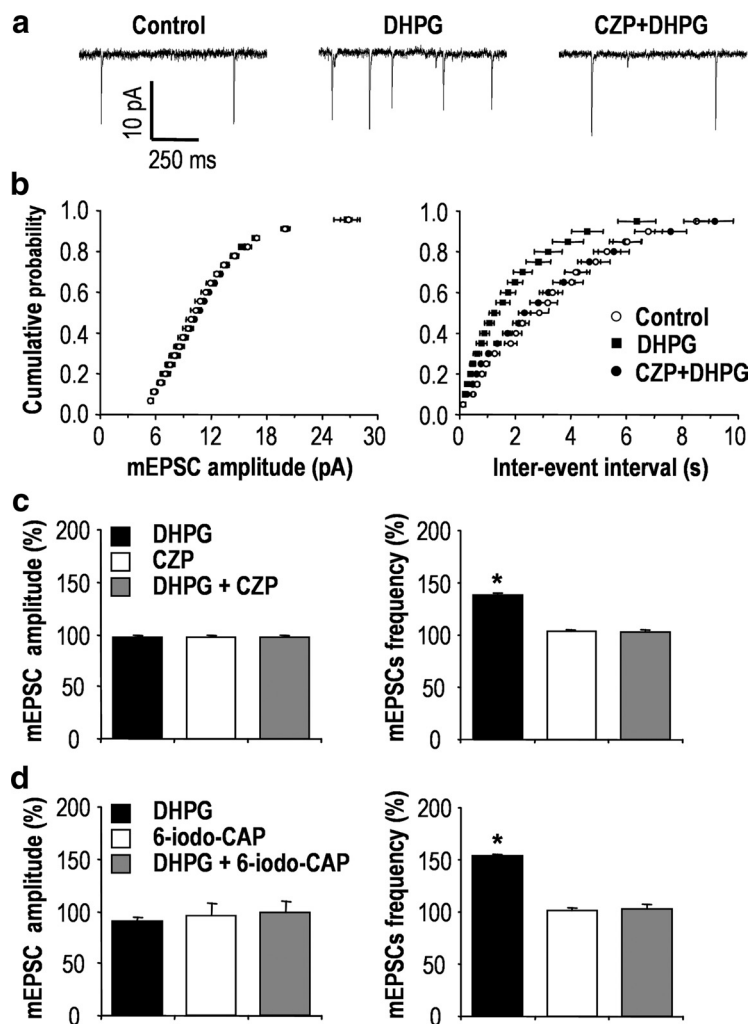 a
Control DHPG CZP+DHPG
10 pA
250 ms
b
Cumulative probability
1.0
0.8
0.6
0.4
0.2
0.0
0 6 12 18 24 30
mEPSC amplitude (pA)
1.0
0.8
0.6
0.4
0.2
0.0
Control
DHPG
CZP+DHPG
0 2 4 6 8 10
Inter-event interval (s)
c
mEPSC amplitude (%)
200
150
100
50
0
DHPG
CZP
DHPG + CZP
mEPSCs frequency (%)
200
150
100
50
0
*
d
mEPSC amplitude (%)
200
150
100
50
0
DHPG
6-iodo-CAP
DHPG + 6-iodo-CAP
mEPSCs frequency (%)
200
150
100
50
0
*